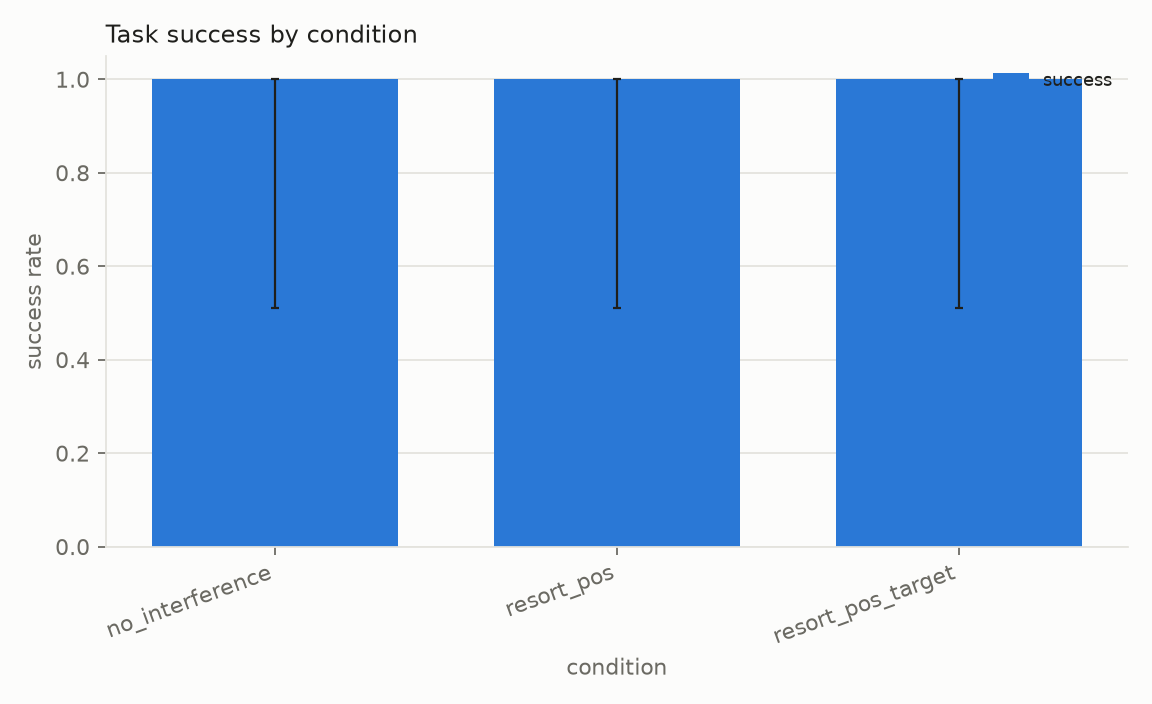 Task success by condition
success
1.0
0.8
0.6
0.4
0.2
0.0
success rate
no_interference
resort_pos
resort_pos_target
condition